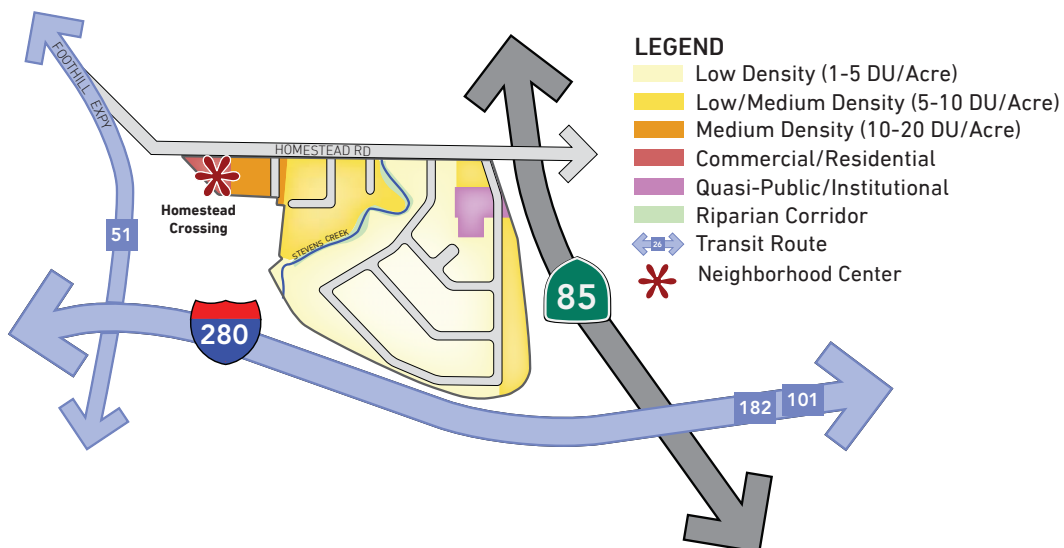 FOOTHILL EXPY
HOMESTEAD RD
Homestead
Crossing
STEVENS CREEK
51
280
85
182
101
LEGEND
Low Density (1-5 DU/Acre)
Low/Medium Density (5-10 DU/Acre)
Medium Density (10-20 DU/Acre)
Commercial/Residential
Quasi-Public/Institutional
Riparian Corridor
26
Transit Route
Neighborhood Center